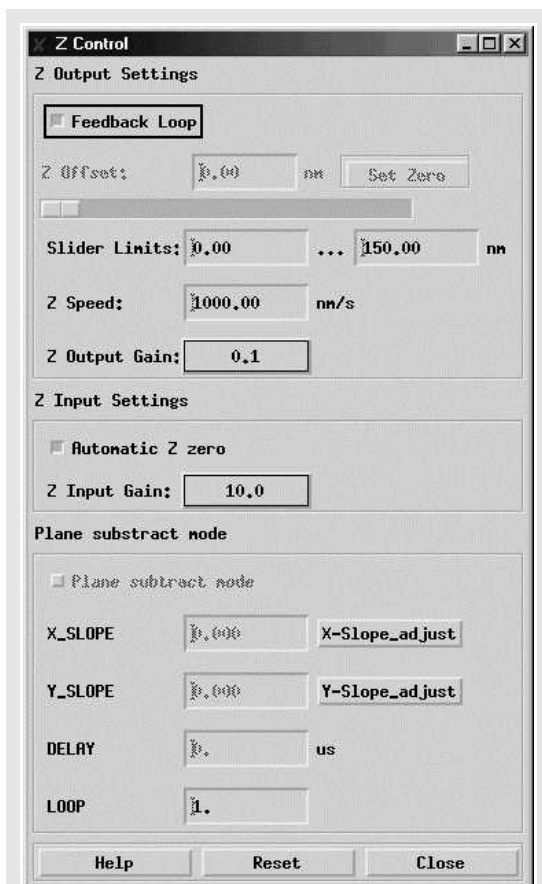 Z Control
Z Output Settings
Feedback Loop
Z Offset: 0.00 nm Set Zero
Slider Limits: 0.00 ... 150.00 nm
Z Speed: 1000.00 nm/s
Z Output Gain: 0.1
Z Input Settings
Automatic Z zero
Z Input Gain: 10.0
Plane substract mode
Plane subtract mode
X_SLOPE 0.000 X-Slope_adjust
Y_SLOPE 0.000 Y-Slope_adjust
DELAY 0. us
LOOP 1.
Help Reset Close